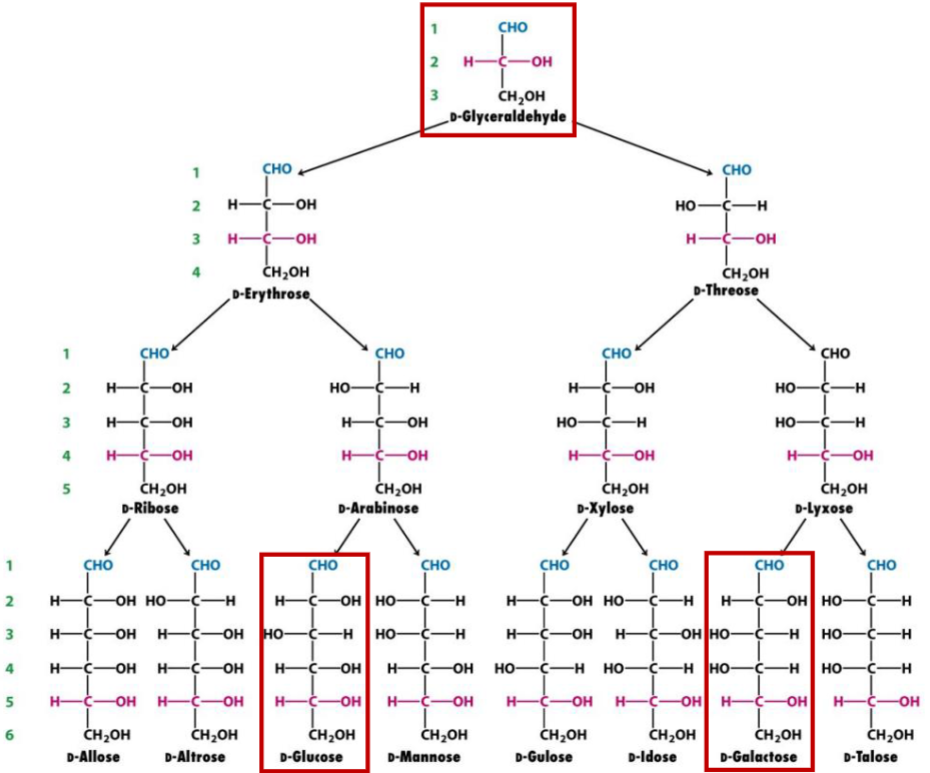 1 CHO
2 H—C—OH
3 CH₂OH
D-Glyceraldehyde
1 CHO CHO
2 H—C—OH HO—C—H
3 H—C—OH H—C—OH
4 CH₂OH CH₂OH
D-Erythrose D-Threose
1 CHO CHO CHO CHO
2 H—C—OH HO—C—H H—C—OH HO—C—H
3 H—C—OH H—C—OH HO—C—H HO—C—H
4 H—C—OH H—C—OH H—C—OH H—C—OH
5 CH₂OH CH₂OH CH₂OH CH₂OH
D-Ribose D-Arabinose D-Xylose D-Lyxose
1 CHO CHO CHO CHO CHO CHO CHO CHO
2 H—C—OH HO—C—H H—C—OH HO—C—H H—C—OH HO—C—H H—C—OH HO—C—H
3 H—C—OH H—C—OH HO—C—H HO—C—H H—C—OH H—C—OH HO—C—H HO—C—H
4 H—C—OH H—C—OH H—C—OH H—C—OH HO—C—H HO—C—H HO—C—H HO—C—H
5 H—C—OH H—C—OH H—C—OH H—C—OH H—C—OH H—C—OH H—C—OH H—C—OH
6 CH₂OH CH₂OH CH₂OH CH₂OH CH₂OH CH₂OH CH₂OH CH₂OH
D-Allose D-Altrose D-Glucose D-Mannose D-Gulose D-Idose D-Galactose D-Talose